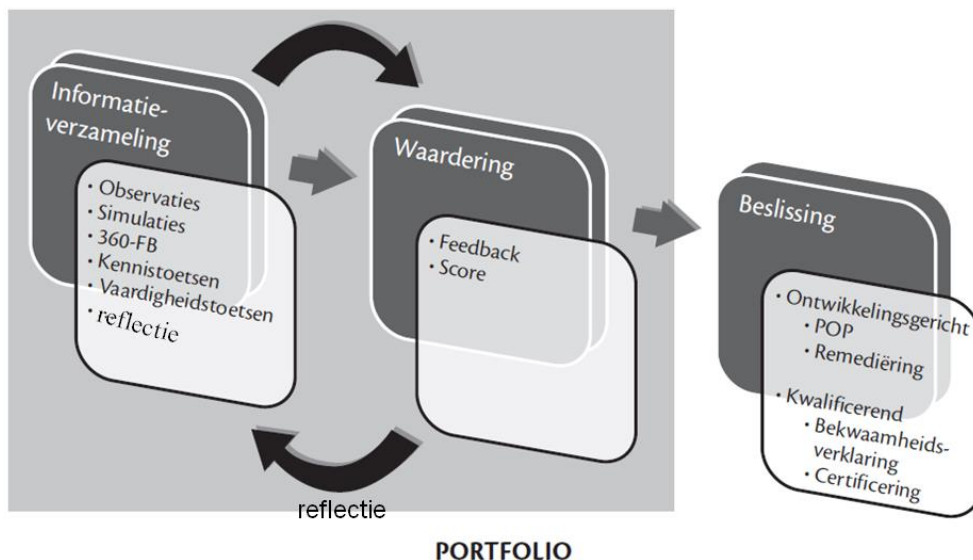 Informatie-
verzameling
• Observaties
• Simulaties
• 360-FB
• Kennistoetsen
• Vaardigheidstoetsen
• reflectie
Waardering
• Feedback
• Score
Beslissing
• Ontwikkelingsgericht
• POP
• Remediëring
• Kwalificerend
• Bekwaamheids-
verklaring
• Certificering
reflectie
PORTFOLIO